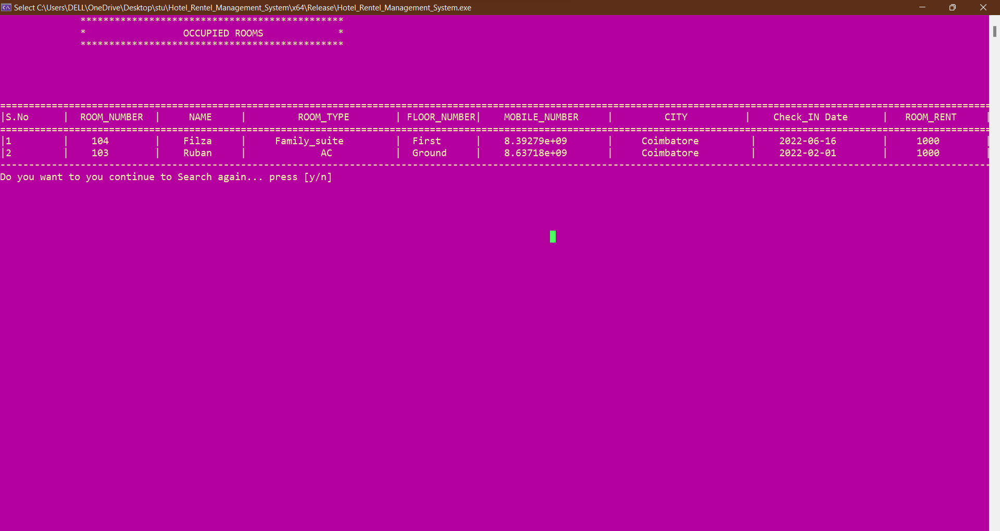 Select C:\Users\DELL\OneDrive\Desktop\stu\Hotel_Rentel_Management_System\x64\Release\Hotel_Rentel_Management_System.exe
**********************************************
* OCCUPIED ROOMS *
**********************************************
|S.No | ROOM_NUMBER | NAME | ROOM_TYPE | FLOOR_NUMBER| MOBILE_NUMBER | CITY | Check_IN Date | ROOM_RENT |
|1 | 104 | Filza | Family_suite | First | 8.39279e+09 | Coimbatore | 2022-06-16 | 1000 |
|2 | 103 | Ruban | AC | Ground | 8.63718e+09 | Coimbatore | 2022-02-01 | 1000 |
Do you want to you continue to Search again... press [y/n]